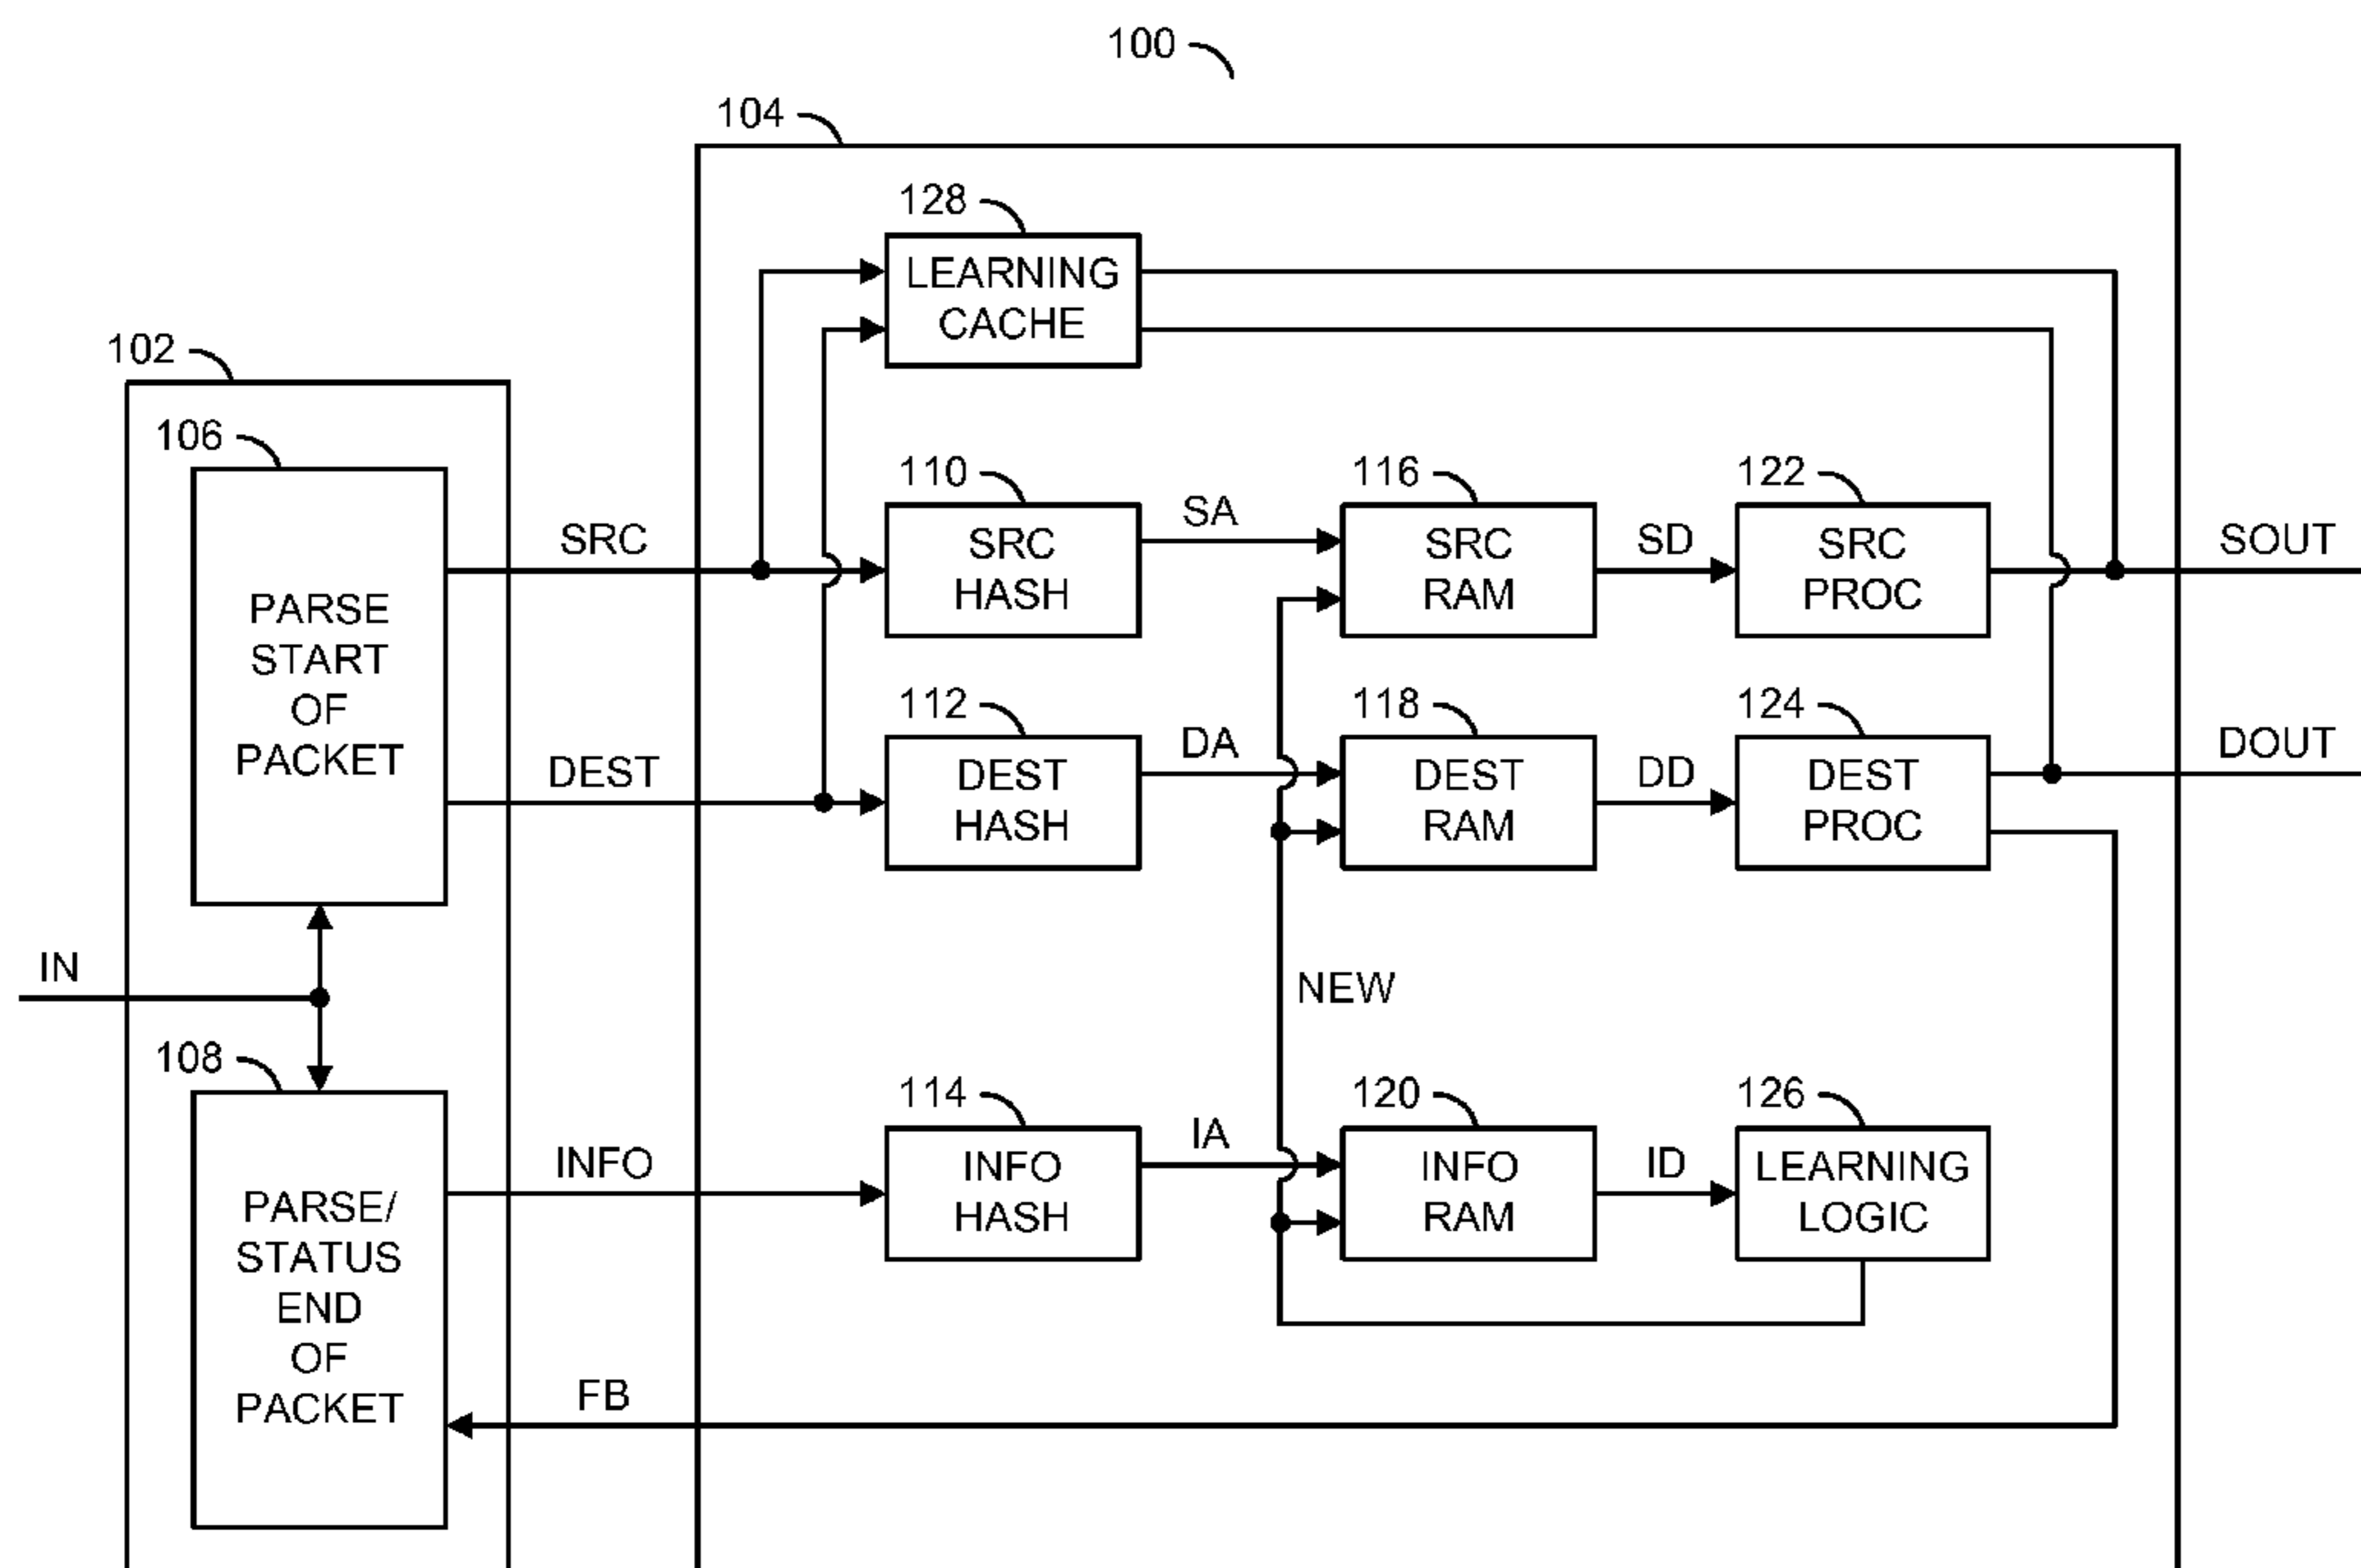 100
104
128
LEARNING
CACHE
102
106
PARSE
START
OF
PACKET
SRC
DEST
110
SRC
HASH
SA
116
SRC
RAM
SD
122
SRC
PROC
SOUT
112
DEST
HASH
DA
118
DEST
RAM
DD
124
DEST
PROC
DOUT
IN
NEW
108
PARSE/
STATUS
END
OF
PACKET
INFO
114
INFO
HASH
IA
120
INFO
RAM
ID
126
LEARNING
LOGIC
FB